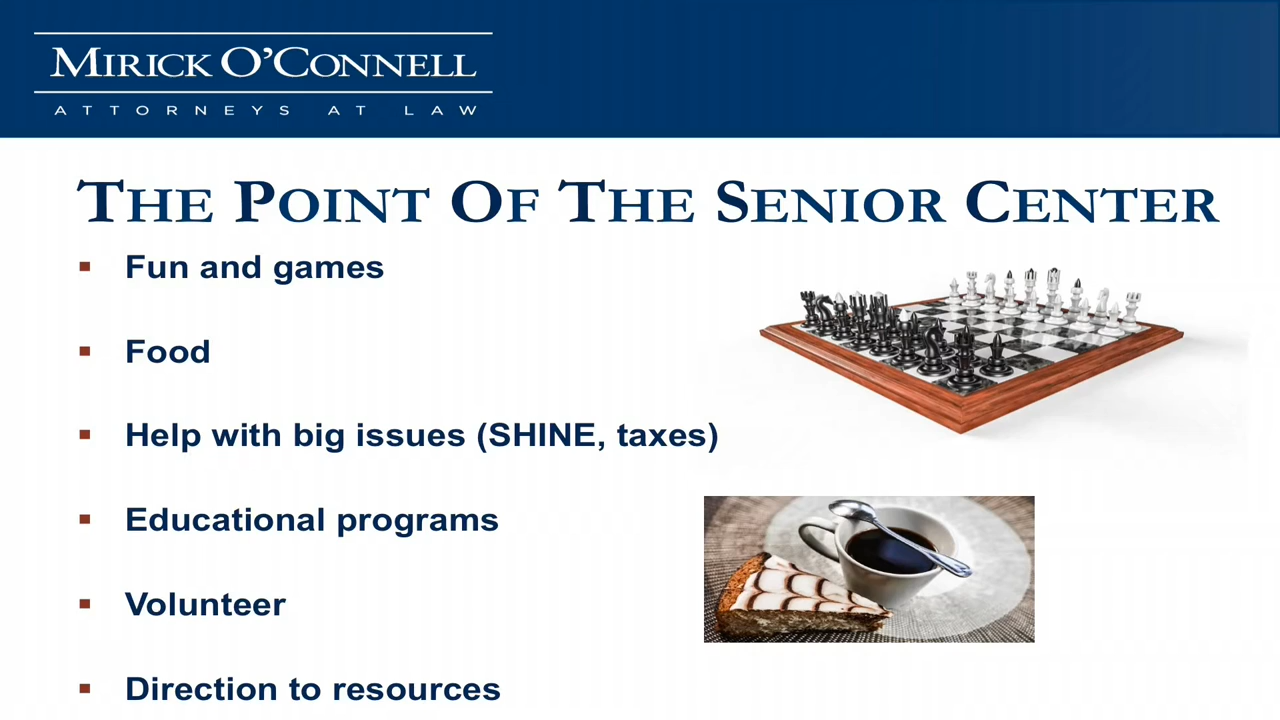 MIRICK O'CONNELL
ATTORNEYS AT LAW
THE POINT OF THE SENIOR CENTER
▪ Fun and games
▪ Food
▪ Help with big issues (SHINE, taxes)
▪ Educational programs
▪ Volunteer
▪ Direction to resources